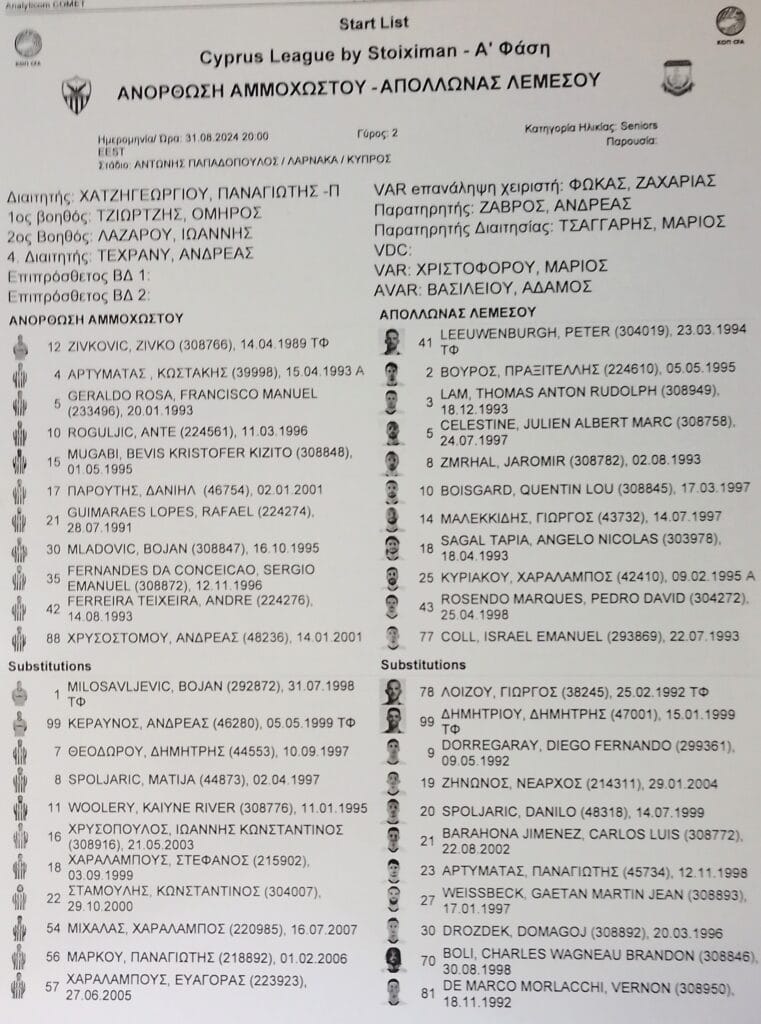 Analyticom COMET
Start List
Cyprus League by Stoiximan - Α' Φάση
ΚΟΠ CFA
ΚΟΠ CFA
ΑΝΟΡΘΩΣΗ ΑΜΜΟΧΩΣΤΟΥ - ΑΠΟΛΛΩΝΑΣ ΛΕΜΕΣΟΥ
Ημερομηνία/ Ώρα: 31.08.2024 20:00
EEST
Γύρος: 2
Κατηγορία Ηλικίας: Seniors
Παρουσία:
Στάδιο: ΑΝΤΩΝΗΣ ΠΑΠΑΔΟΠΟΥΛΟΣ / ΛΑΡΝΑΚΑ / ΚΥΠΡΟΣ
Διαιτητής: ΧΑΤΖΗΓΕΩΡΓΙΟΥ, ΠΑΝΑΓΙΩΤΗΣ -Π
1ος βοηθός: ΤΖΙΩΡΤΖΗΣ, ΟΜΗΡΟΣ
2ος Βοηθός: ΛΑΖΑΡΟΥ, ΙΩΑΝΝΗΣ
4. Διαιτητής: ΤΕΧΡΑΝΥ, ΑΝΔΡΕΑΣ
Επιπρόσθετος ΒΔ 1:
Επιπρόσθετος ΒΔ 2:
VAR επανάληψη χειριστή: ΦΩΚΑΣ, ΖΑΧΑΡΙΑΣ
Παρατηρητής: ΖΑΒΡΟΣ, ΑΝΔΡΕΑΣ
Παρατηρητής Διαιτησίας: ΤΣΑΓΓΑΡΗΣ, ΜΑΡΙΟΣ
VDC:
VAR: ΧΡΙΣΤΟΦΟΡΟΥ, ΜΑΡΙΟΣ
AVAR: ΒΑΣΙΛΕΙΟΥ, ΑΔΑΜΟΣ
ΑΝΟΡΘΩΣΗ ΑΜΜΟΧΩΣΤΟΥ
12 ZIVKOVIC, ZIVKO (308766), 14.04.1989 ΤΦ
4 ΑΡΤΥΜΑΤΑΣ , ΚΩΣΤΑΚΗΣ (39998), 15.04.1993 Α
5 GERALDO ROSA, FRANCISCO MANUEL
(233496), 20.01.1993
10 ROGULJIC, ANTE (224561), 11.03.1996
15 MUGABI, BEVIS KRISTOFER KIZITO (308848),
01.05.1995
17 ΠΑΡΟΥΤΗΣ, ΔΑΝΙΗΛ (46754), 02.01.2001
21 GUIMARAES LOPES, RAFAEL (224274),
28.07.1991
30 MLADOVIC, BOJAN (308847), 16.10.1995
35 FERNANDES DA CONCEICAO, SERGIO
EMANUEL (308872), 12.11.1996
42 FERREIRA TEIXEIRA, ANDRE (224276),
14.08.1993
88 ΧΡΥΣΟΣΤΟΜΟΥ, ΑΝΔΡΕΑΣ (48236), 14.01.2001
Substitutions
1 MILOSAVLJEVIC, BOJAN (292872), 31.07.1998
ΤΦ
99 ΚΕΡΑΥΝΟΣ, ΑΝΔΡΕΑΣ (46280), 05.05.1999 ΤΦ
7 ΘΕΟΔΩΡΟΥ, ΔΗΜΗΤΡΗΣ (44553), 10.09.1997
8 SPOLJARIC, MATIJA (44873), 02.04.1997
11 WOOLERY, KAIYNE RIVER (308776), 11.01.1995
16 ΧΡΥΣΟΠΟΥΛΟΣ, ΙΩΑΝΝΗΣ ΚΩΝΣΤΑΝΤΙΝΟΣ
(308916), 21.05.2003
18 ΧΑΡΑΛΑΜΠΟΥΣ, ΣΤΕΦΑΝΟΣ (215902),
03.09.1999
22 ΣΤΑΜΟΥΛΗΣ, ΚΩΝΣΤΑΝΤΙΝΟΣ (304007),
29.10.2000
54 ΜΙΧΑΛΑΣ, ΧΑΡΑΛΑΜΠΟΣ (220985), 16.07.2007
56 ΜΑΡΚΟΥ, ΠΑΝΑΓΙΩΤΗΣ (218892), 01.02.2006
57 ΧΑΡΑΛΑΜΠΟΥΣ, ΕΥΑΓΟΡΑΣ (223923),
27.06.2005
ΑΠΟΛΛΩΝΑΣ ΛΕΜΕΣΟΥ
41 LEEUWENBURGH, PETER (304019), 23.03.1994
ΤΦ
2 ΒΟΥΡΟΣ, ΠΡΑΞΙΤΕΛΛΗΣ (224610), 05.05.1995
3 LAM, THOMAS ANTON RUDOLPH (308949),
18.12.1993
5 CELESTINE, JULIEN ALBERT MARC (308758),
24.07.1997
8 ZMRHAL, JAROMIR (308782), 02.08.1993
10 BOISGARD, QUENTIN LOU (308845), 17.03.1997
14 ΜΑΛΕΚΚΙΔΗΣ, ΓΙΩΡΓΟΣ (43732), 14.07.1997
18 SAGAL TAPIA, ANGELO NICOLAS (303978),
18.04.1993
25 ΚΥΡΙΑΚΟΥ, ΧΑΡΑΛΑΜΠΟΣ (42410), 09.02.1995 Α
43 ROSENDO MARQUES, PEDRO DAVID (304272),
25.04.1998
77 COLL, ISRAEL EMANUEL (293869), 22.07.1993
Substitutions
78 ΛΟΙΖΟΥ, ΓΙΩΡΓΟΣ (38245), 25.02.1992 ΤΦ
99 ΔΗΜΗΤΡΙΟΥ, ΔΗΜΗΤΡΗΣ (47001), 15.01.1999
ΤΦ
9 DORREGARAY, DIEGO FERNANDO (299361),
09.05.1992
19 ΖΗΝΩΝΟΣ, ΝΕΑΡΧΟΣ (214311), 29.01.2004
20 SPOLJARIC, DANILO (48318), 14.07.1999
21 BARAHONA JIMENEZ, CARLOS LUIS (308772),
22.08.2002
23 ΑΡΤΥΜΑΤΑΣ, ΠΑΝΑΓΙΩΤΗΣ (45734), 12.11.1998
27 WEISSBECK, GAETAN MARTIN JEAN (308893),
17.01.1997
30 DROZDEK, DOMAGOJ (308892), 20.03.1996
70 BOLI, CHARLES WAGNEAU BRANDON (308846),
30.08.1998
81 DE MARCO MORLACCHI, VERNON (308950),
18.11.1992